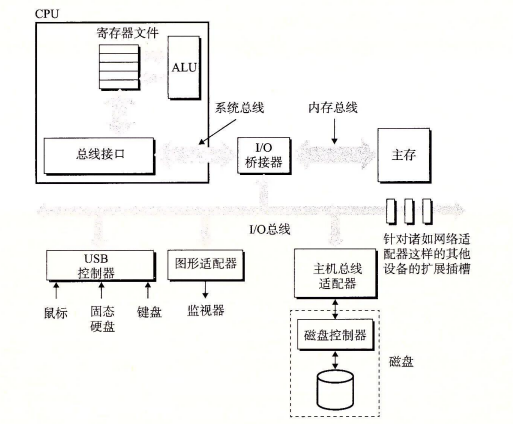 CPU
寄存器文件
ALU
系统总线
内存总线
总线接口
I/O
桥接器
主存
I/O总线
针对诸如网络适
配器这样的其他
设备的扩展插槽
USB
控制器
图形适配器
主机总线
适配器
鼠标
固态
硬盘
键盘
监视器
磁盘控制器
磁盘